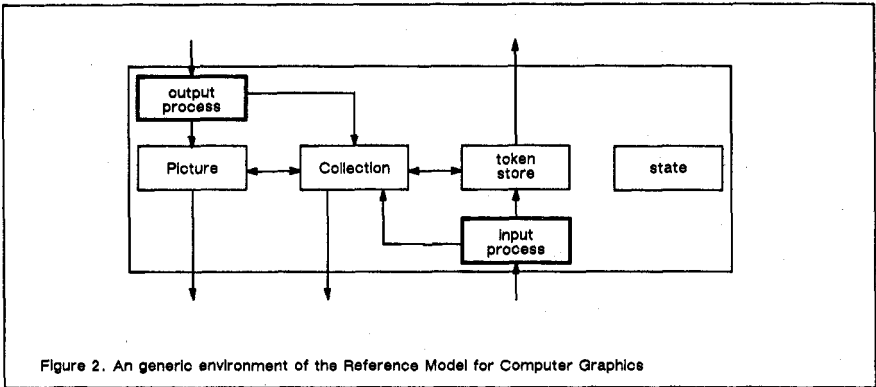 output
process
Picture
Collection
token
store
state
input
process
Figure 2. An generic environment of the Reference Model for Computer Graphics